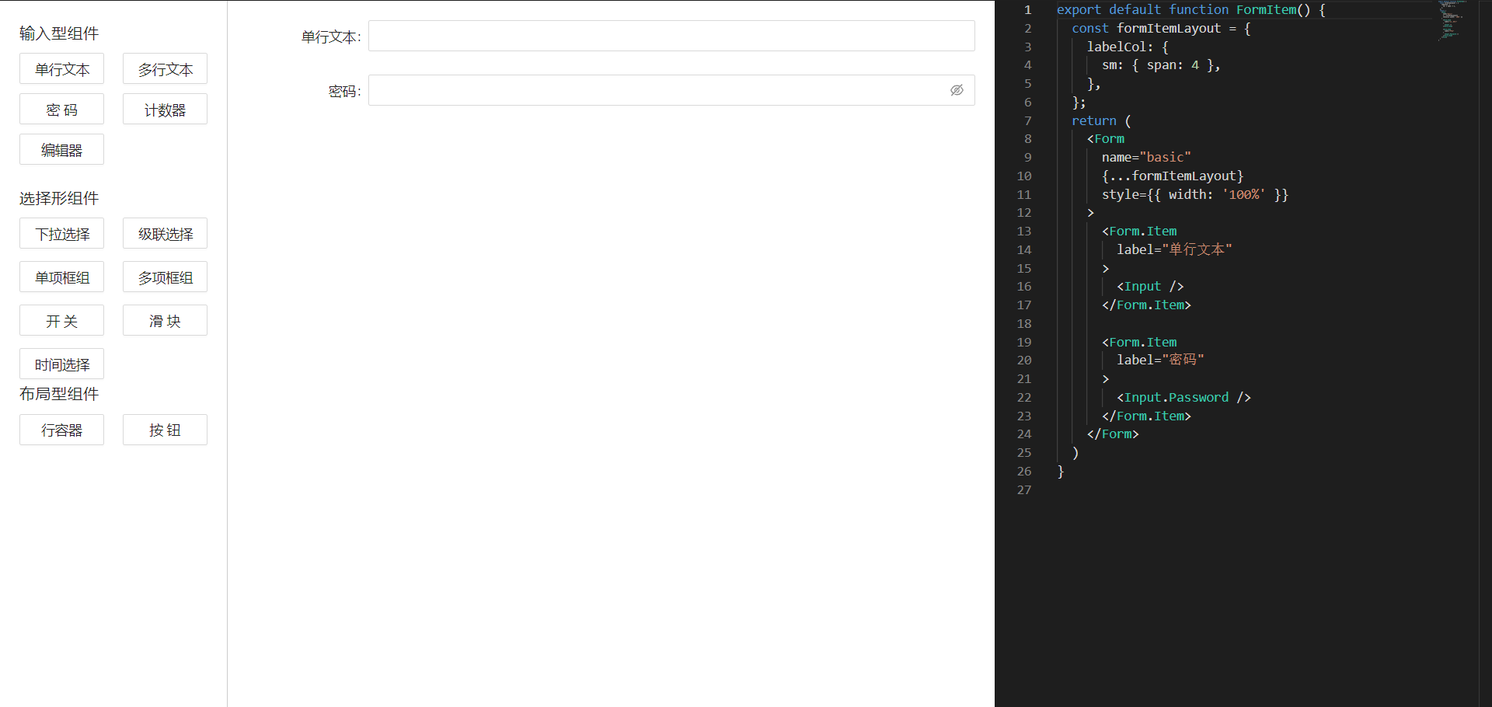 输入型组件
单行文本 多行文本
密 码 计数器
编辑器
选择形组件
下拉选择 级联选择
单项框组 多项框组
开 关 滑 块
时间选择
布局型组件
行容器 按 钮
单行文本:
密码:
1 export default function FormItem() {
2 const formItemLayout = {
3 labelCol: {
4 sm: { span: 4 },
5 },
6 };
7 return (
8 <Form
9 name="basic"
10 {...formItemLayout}
11 style={{ width: '100%' }}
12 >
13 <Form.Item
14 label="单行文本"
15 >
16 <Input />
17 </Form.Item>
18
19 <Form.Item
20 label="密码"
21 >
22 <Input.Password />
23 </Form.Item>
24 </Form>
25 )
26 }
27